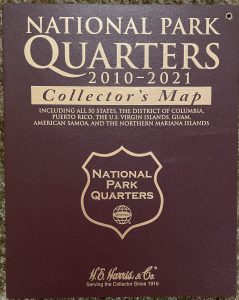 NATIONAL PARK
QUARTERS
2010-2021
Collector's Map
INCLUDING ALL 50 STATES, THE DISTRICT OF COLUMBIA,
PUERTO RICO, THE U.S. VIRGIN ISLANDS, GUAM,
AMERICAN SAMOA, AND THE NORTHERN MARIANA ISLANDS
NATIONAL
PARK
QUARTERS
H.E. Harris & Co.
Serving the Collector Since 1916